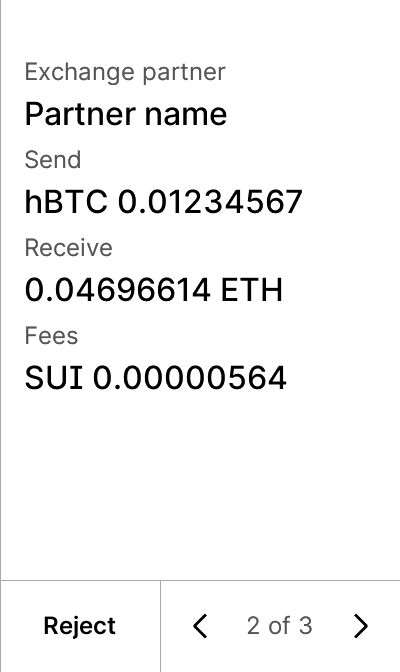 Exchange partner
Partner name
Send
hBTC 0.01234567
Receive
0.04696614 ETH
Fees
SUI 0.00000564
Reject
2 of 3